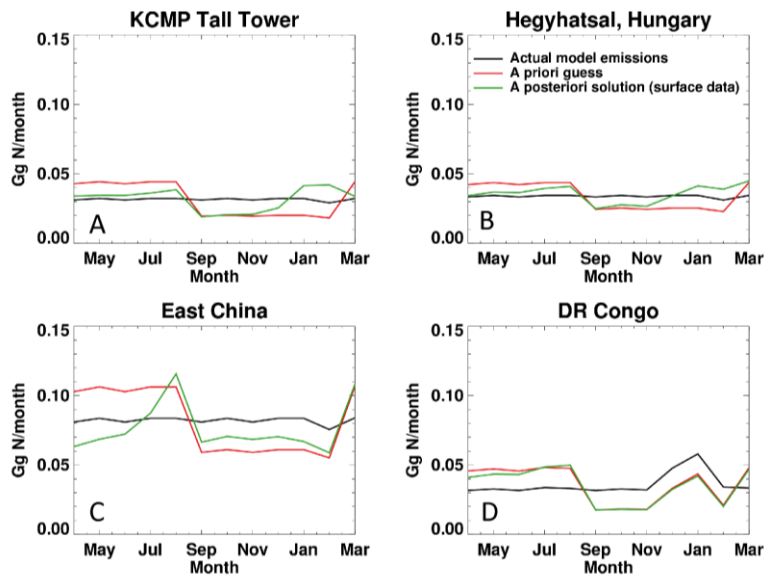 KCMP Tall Tower
0.15
0.10
0.05
0.00
Gg N/month
A
May Jul Sep Nov Jan Mar
Month
Hegyhatsal, Hungary
Actual model emissions
A priori guess
A posteriori solution (surface data)
0.15
0.10
0.05
0.00
Gg N/month
B
May Jul Sep Nov Jan Mar
Month
East China
0.15
0.10
0.05
0.00
Gg N/month
C
May Jul Sep Nov Jan Mar
Month
DR Congo
0.15
0.10
0.05
0.00
Gg N/month
D
May Jul Sep Nov Jan Mar
Month